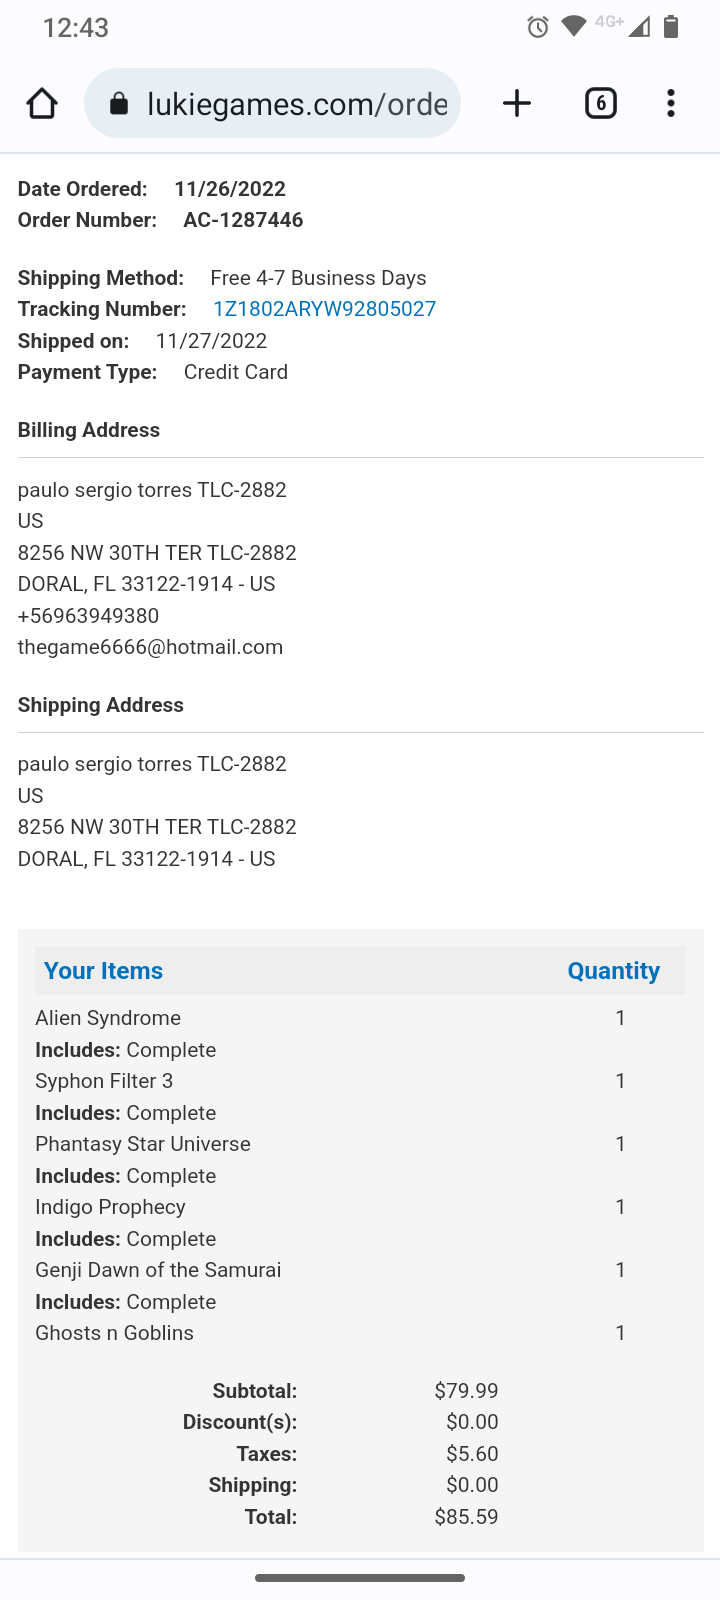 12:43
4G+
lukiegames.com/orde
6
Date Ordered: 11/26/2022
Order Number: AC-1287446
Shipping Method: Free 4-7 Business Days
Tracking Number: 1Z1802ARYW92805027
Shipped on: 11/27/2022
Payment Type: Credit Card
Billing Address
paulo sergio torres TLC-2882
US
8256 NW 30TH TER TLC-2882
DORAL, FL 33122-1914 - US
+56963949380
thegame6666@hotmail.com
Shipping Address
paulo sergio torres TLC-2882
US
8256 NW 30TH TER TLC-2882
DORAL, FL 33122-1914 - US
Your Items Quantity
Alien Syndrome 1
Includes: Complete
Syphon Filter 3 1
Includes: Complete
Phantasy Star Universe 1
Includes: Complete
Indigo Prophecy 1
Includes: Complete
Genji Dawn of the Samurai 1
Includes: Complete
Ghosts n Goblins 1
Subtotal: $79.99
Discount(s): $0.00
Taxes: $5.60
Shipping: $0.00
Total: $85.59